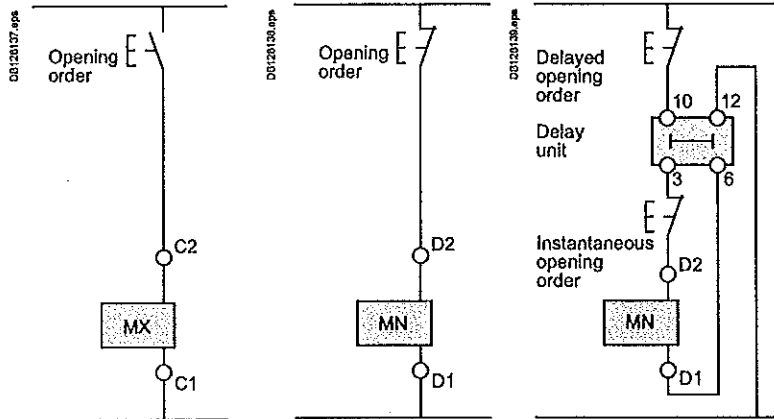 DB126137.eps
Opening
order
C2
MX
C1
DB126138.eps
Opening
order
D2
MN
D1
DB126139.eps
Delayed
opening
order
10
12
Delay
unit
3
6
Instantaneous
opening
order
D2
MN
D1